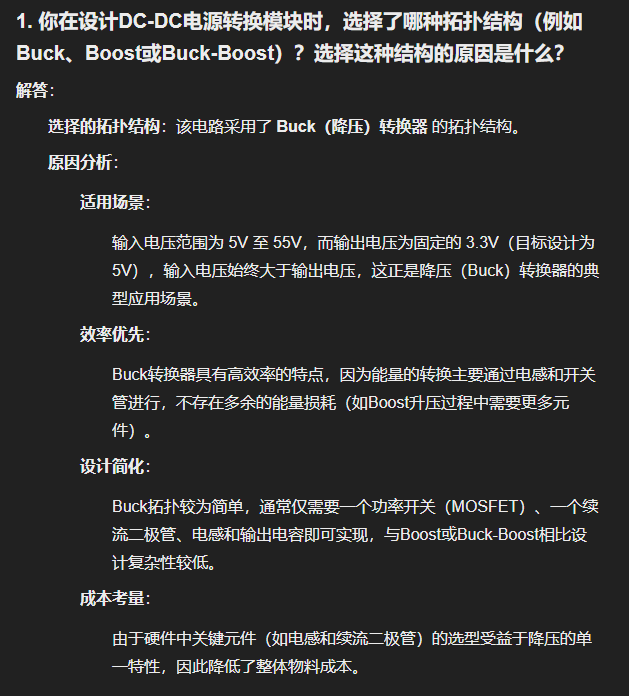 1. 你在设计DC-DC电源转换模块时，选择了哪种拓扑结构（例如
Buck、Boost或Buck-Boost）？选择这种结构的原因是什么？
解答：
选择的拓扑结构：该电路采用了 Buck（降压）转换器 的拓扑结构。
原因分析：
适用场景：
输入电压范围为 5V 至 55V，而输出电压为固定的 3.3V（目标设计为
5V），输入电压始终大于输出电压，这正是降压（Buck）转换器的典
型应用场景。
效率优先：
Buck转换器具有高效率的特点，因为能量的转换主要通过电感和开关
管进行，不存在多余的能量损耗（如Boost升压过程中需要更多元
件）。
设计简化：
Buck拓扑较为简单，通常仅需要一个功率开关（MOSFET）、一个续
流二极管、电感和输出电容即可实现，与Boost或Buck-Boost相比设
计复杂性较低。
成本考量：
由于硬件中关键元件（如电感和续流二极管）的选型受益于降压的单
一特性，因此降低了整体物料成本。